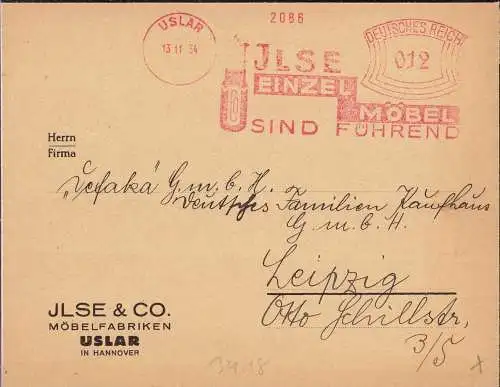 USLAR
13 11 34
2086
DEUTSCHES REICH
012
JLSE
EINZEL
MÖBEL
SIND FÜHREND
Herrn
Firma
„Defaka" G.m.b.H.
Deutsches Familien Kaufhaus
G.m.b.H.
Leipzig
Otto Schillstr,
3/5
JLSE & CO.
MÖBELFABRIKEN
USLAR
IN HANNOVER